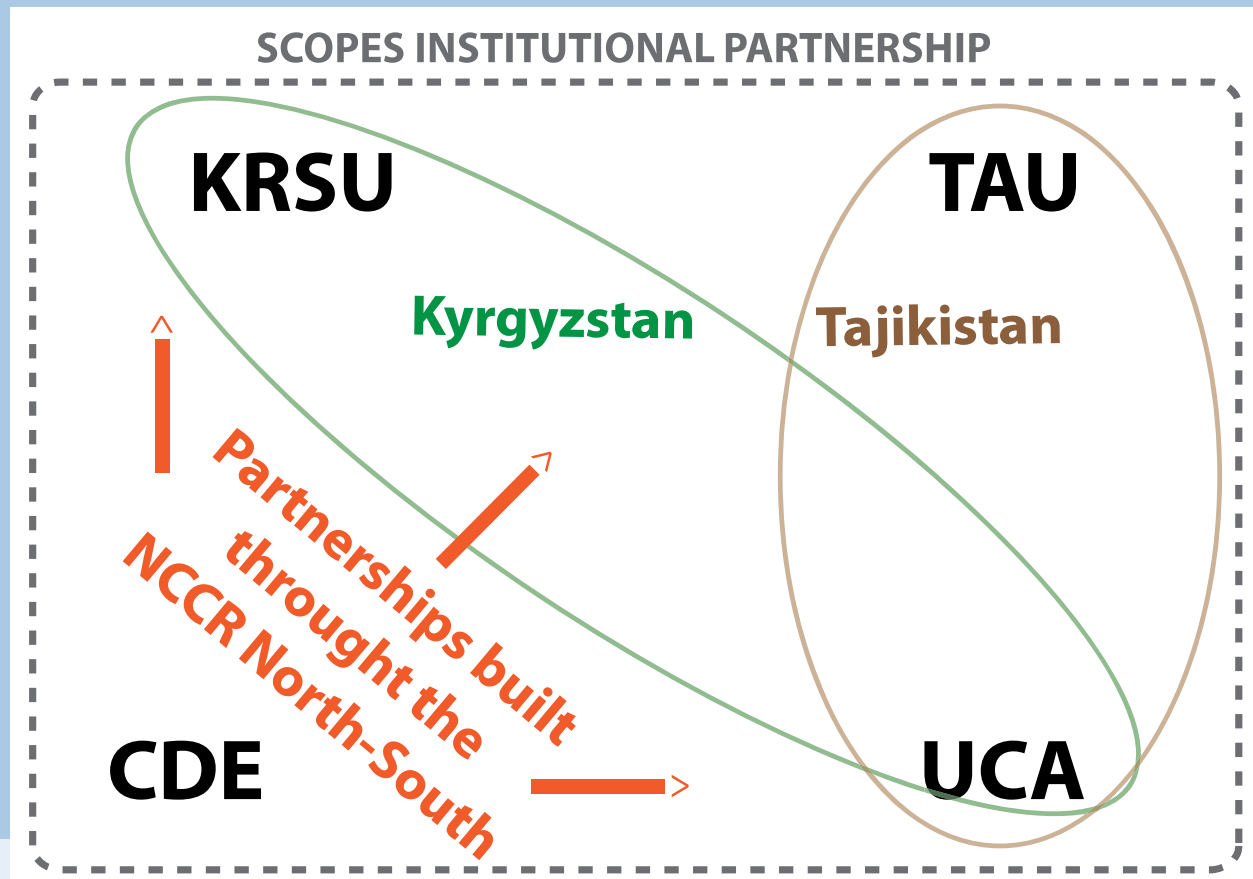 SCOPES INSTITUTIONAL PARTNERSHIP
KRSU
TAU
Kyrgyzstan
Tajikistan
Partnerships built
throught the
NCCR North-South
CDE
UCA